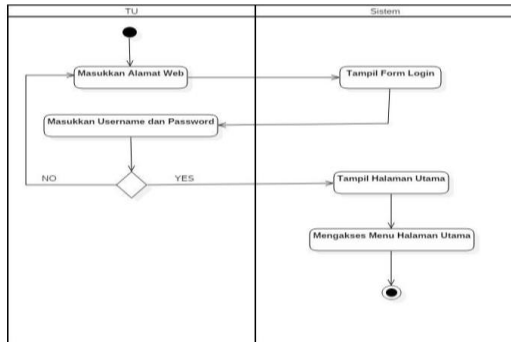 TU
Sistem
Masukkan Alamat Web
Tampil Form Login
Masukkan Username dan Password
NO
YES
Tampil Halaman Utama
Mengakses Menu Halaman Utama